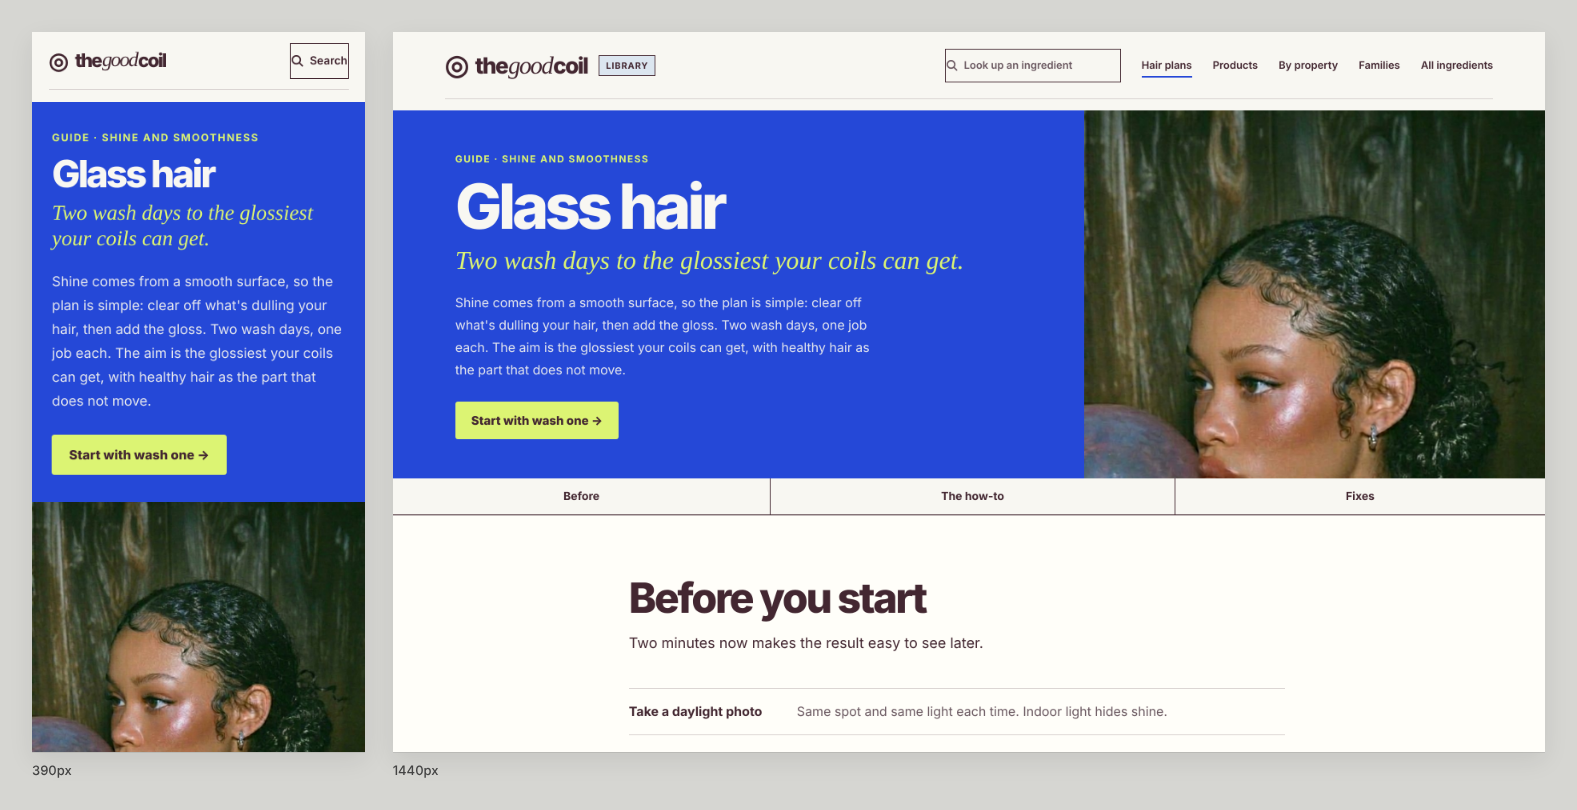 thegoodcoil
Search
GUIDE · SHINE AND SMOOTHNESS
Glass hair
Two wash days to the glossiest
your coils can get.
Shine comes from a smooth surface, so the
plan is simple: clear off what's dulling your
hair, then add the gloss. Two wash days, one
job each. The aim is the glossiest your coils
can get, with healthy hair as the part that
does not move.
Start with wash one →
390px
thegoodcoil LIBRARY
Look up an ingredient
Hair plans Products By property Families All ingredients
GUIDE · SHINE AND SMOOTHNESS
Glass hair
Two wash days to the glossiest your coils can get.
Shine comes from a smooth surface, so the plan is simple: clear off
what's dulling your hair, then add the gloss. Two wash days, one job
each. The aim is the glossiest your coils can get, with healthy hair as
the part that does not move.
Start with wash one →
Before The how-to Fixes
Before you start
Two minutes now makes the result easy to see later.
Take a daylight photo Same spot and same light each time. Indoor light hides shine.
1440px